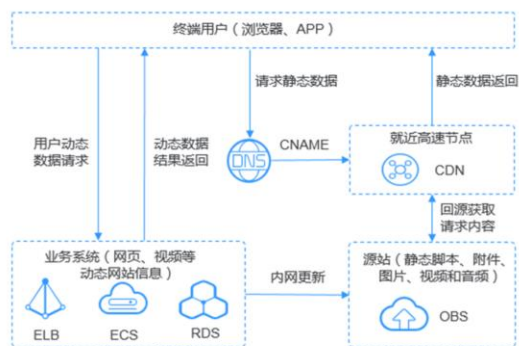 终端用户（浏览器、APP）
请求静态数据
静态数据返回
用户动态
数据请求
动态数据
结果返回
DNS
CNAME
就近高速节点
CDN
回源获取
请求内容
业务系统（网页、视频等
动态网站信息）
ELB
ECS
RDS
内网更新
源站（静态脚本、附件、
图片、视频和音频）
OBS